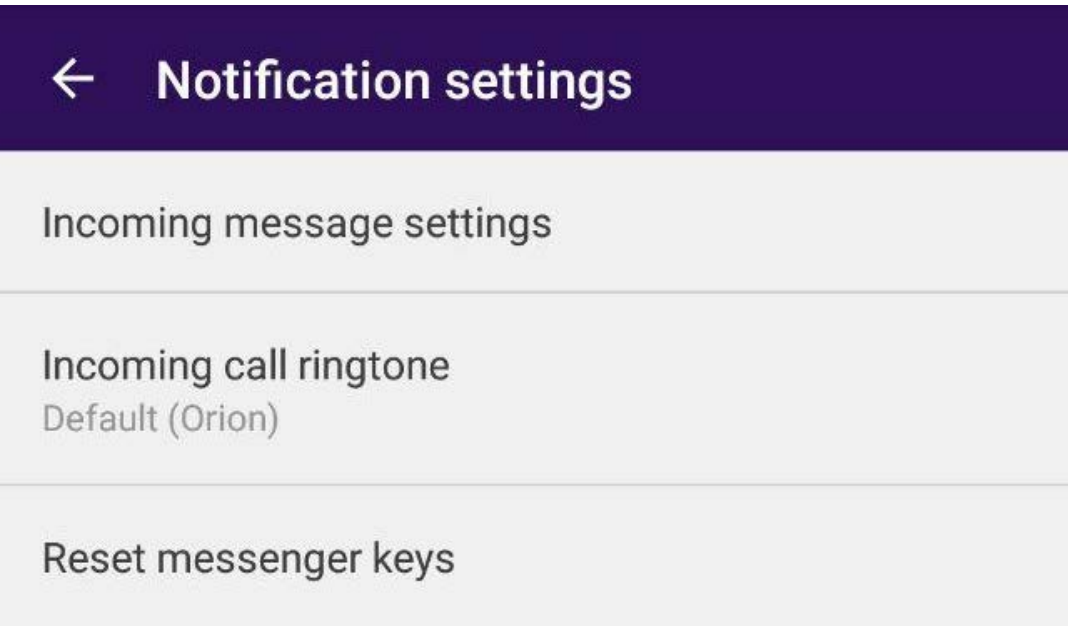 Notification settings
Incoming message settings
Incoming call ringtone
Default (Orion)
Reset messenger keys